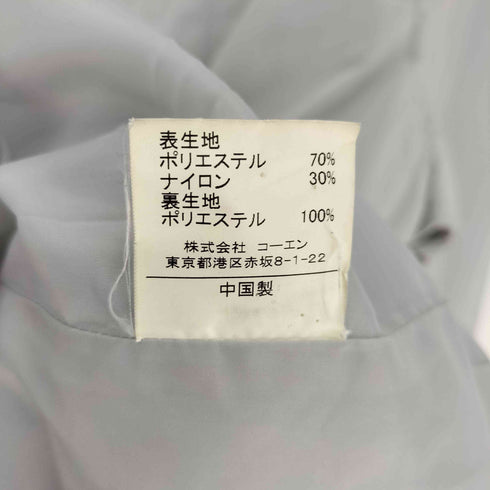 表生地
ポリエステル 70%
ナイロン 30%
裏生地
ポリエステル 100%
株式会社 コーエン
東京都港区赤坂8-1-22
中国製